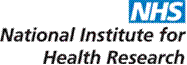 NHS
National Institute for
Health Research